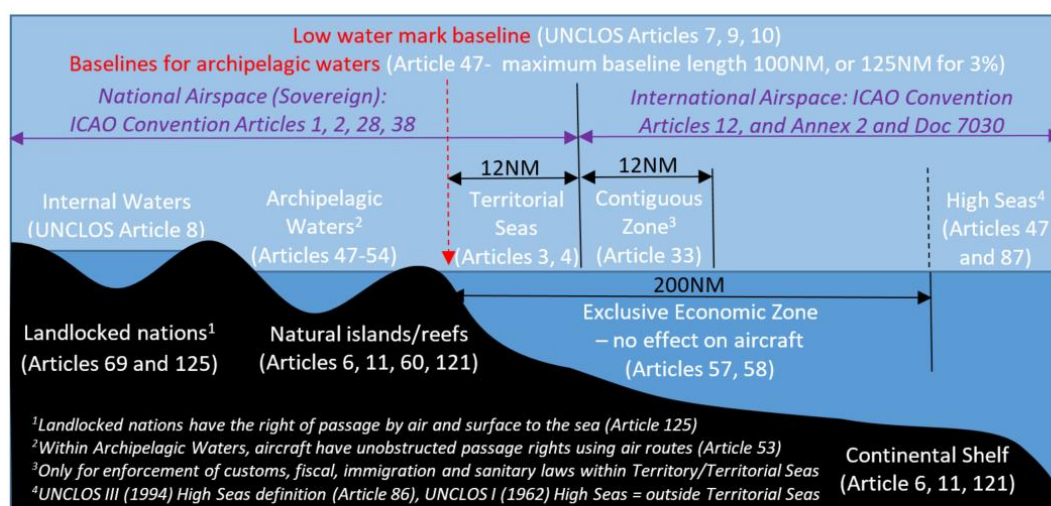 Low water mark baseline (UNCLOS Articles 7, 9, 10)
Baselines for archipelagic waters (Article 47- maximum baseline length 100NM, or 125NM for 3%)
National Airspace (Sovereign):
ICAO Convention Articles 1, 2, 28, 38
International Airspace: ICAO Convention
Articles 12, and Annex 2 and Doc 7030
12NM
12NM
Internal Waters
(UNCLOS Article 8)
Archipelagic
Waters²
(Articles 47-54)
Territorial
Seas
(Articles 3, 4)
Contiguous
Zone³
(Article 33)
High Seas⁴
(Articles 47
and 87)
200NM
Exclusive Economic Zone
– no effect on aircraft
(Articles 57, 58)
Landlocked nations¹
(Articles 69 and 125)
Natural islands/reefs
(Articles 6, 11, 60, 121)
¹Landlocked nations have the right of passage by air and surface to the sea (Article 125)
²Within Archipelagic Waters, aircraft have unobstructed passage rights using air routes (Article 53)
³Only for enforcement of customs, fiscal, immigration and sanitary laws within Territory/Territorial Seas
⁴UNCLOS III (1994) High Seas definition (Article 86), UNCLOS I (1962) High Seas = outside Territorial Seas
Continental Shelf
(Article 6, 11, 121)